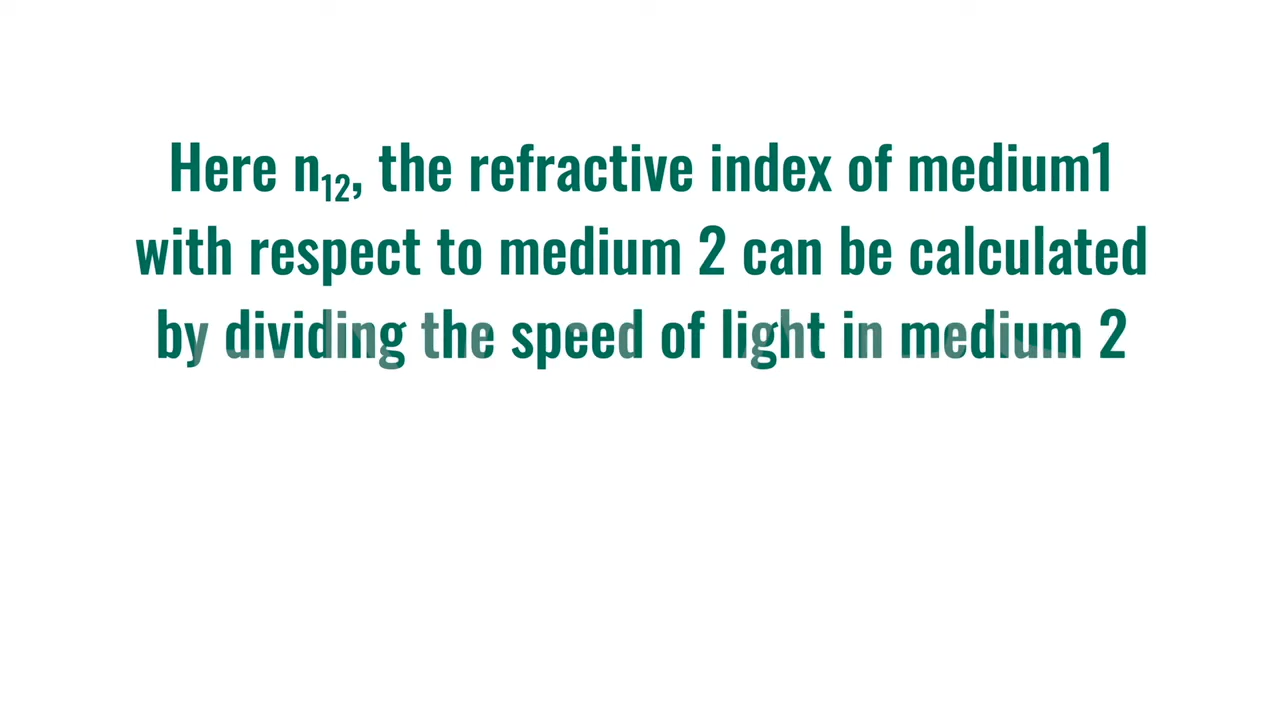 Here n₁₂, the refractive index of medium1
with respect to medium 2 can be calculated
by dividing the speed of light in medium 2